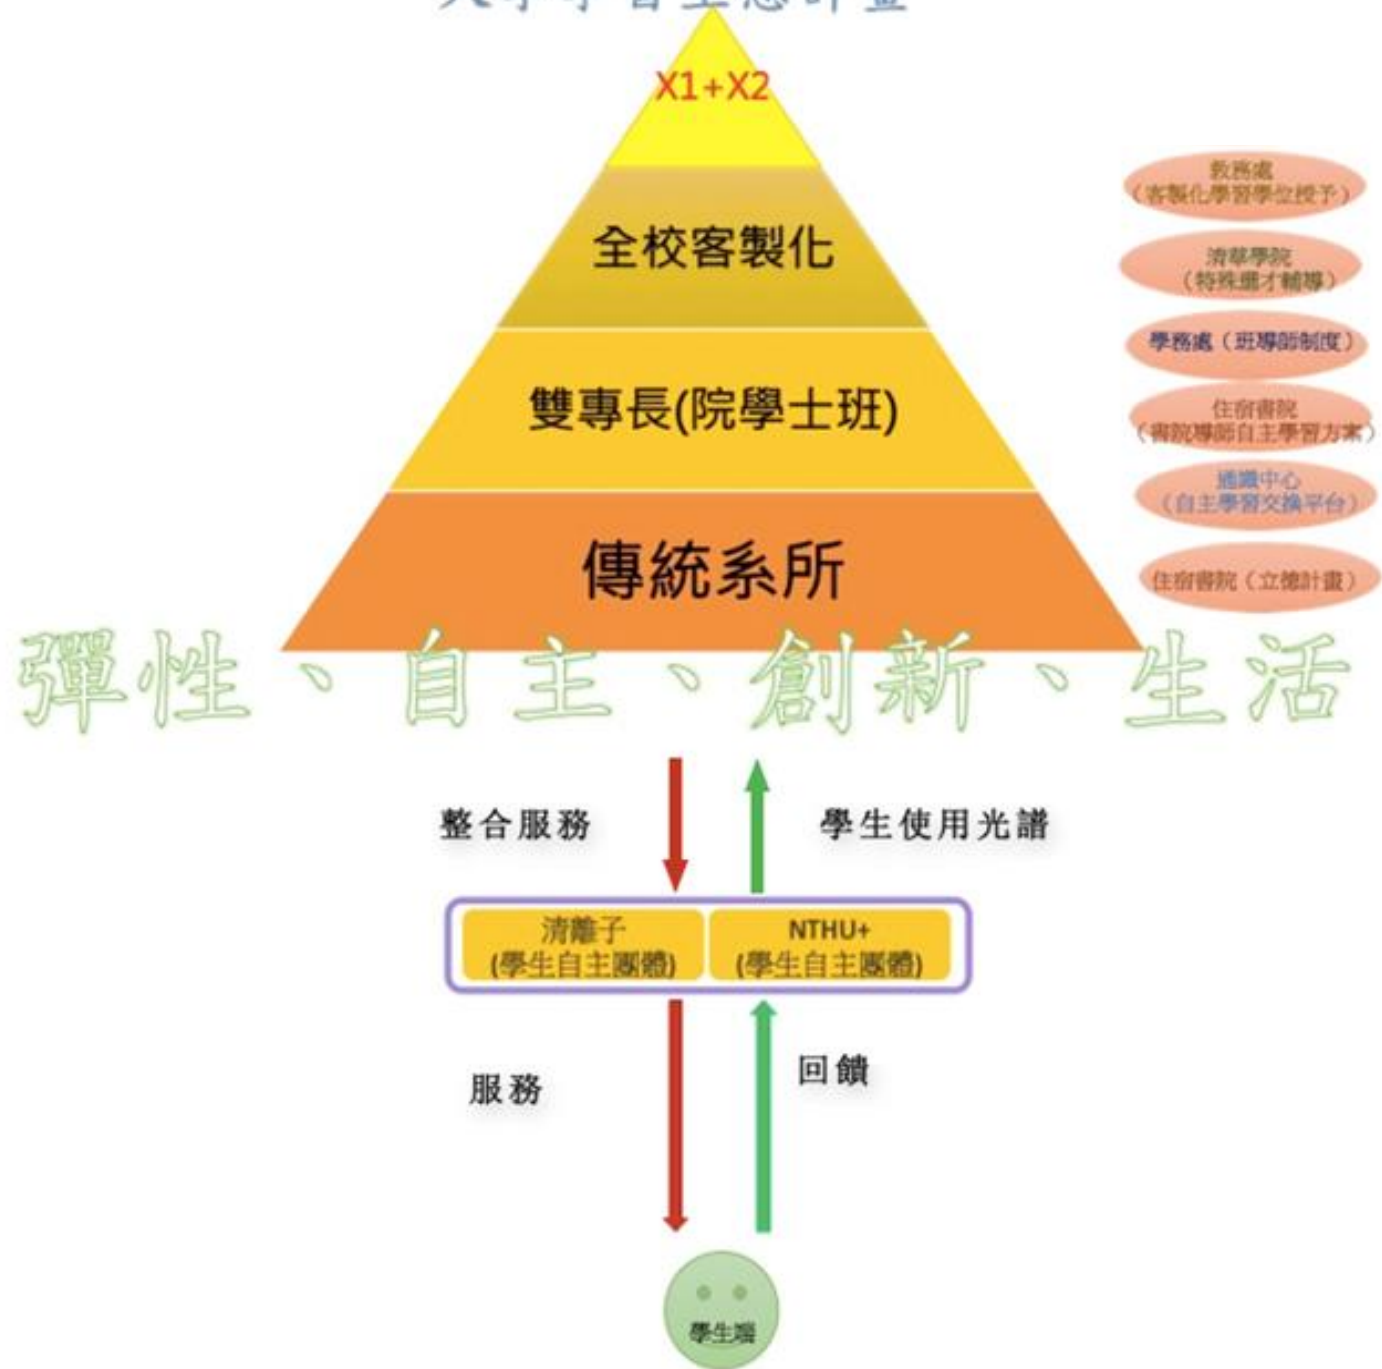 X1+X2
全校客製化
雙專長(院學士班)
傳統系所
教務處
（客製化學習學位授予）
清華學院
（特殊選才輔導）
學務處（班導師制度）
住宿書院
（書院導師自主學習方案）
通識中心
（自主學習交換平台）
住宿書院（立德計畫）
彈性、自主、創新、生活
整合服務
學生使用光譜
清離子
(學生自主團體)
NTHU+
(學生自主團體)
服務
回饋
學生端